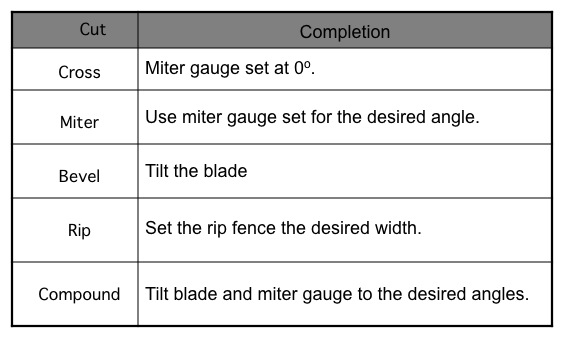 Cut Completion
Cross Miter gauge set at 0º.
Miter Use miter gauge set for the desired angle.
Bevel Tilt the blade
Rip Set the rip fence the desired width.
Compound Tilt blade and miter gauge to the desired angles.